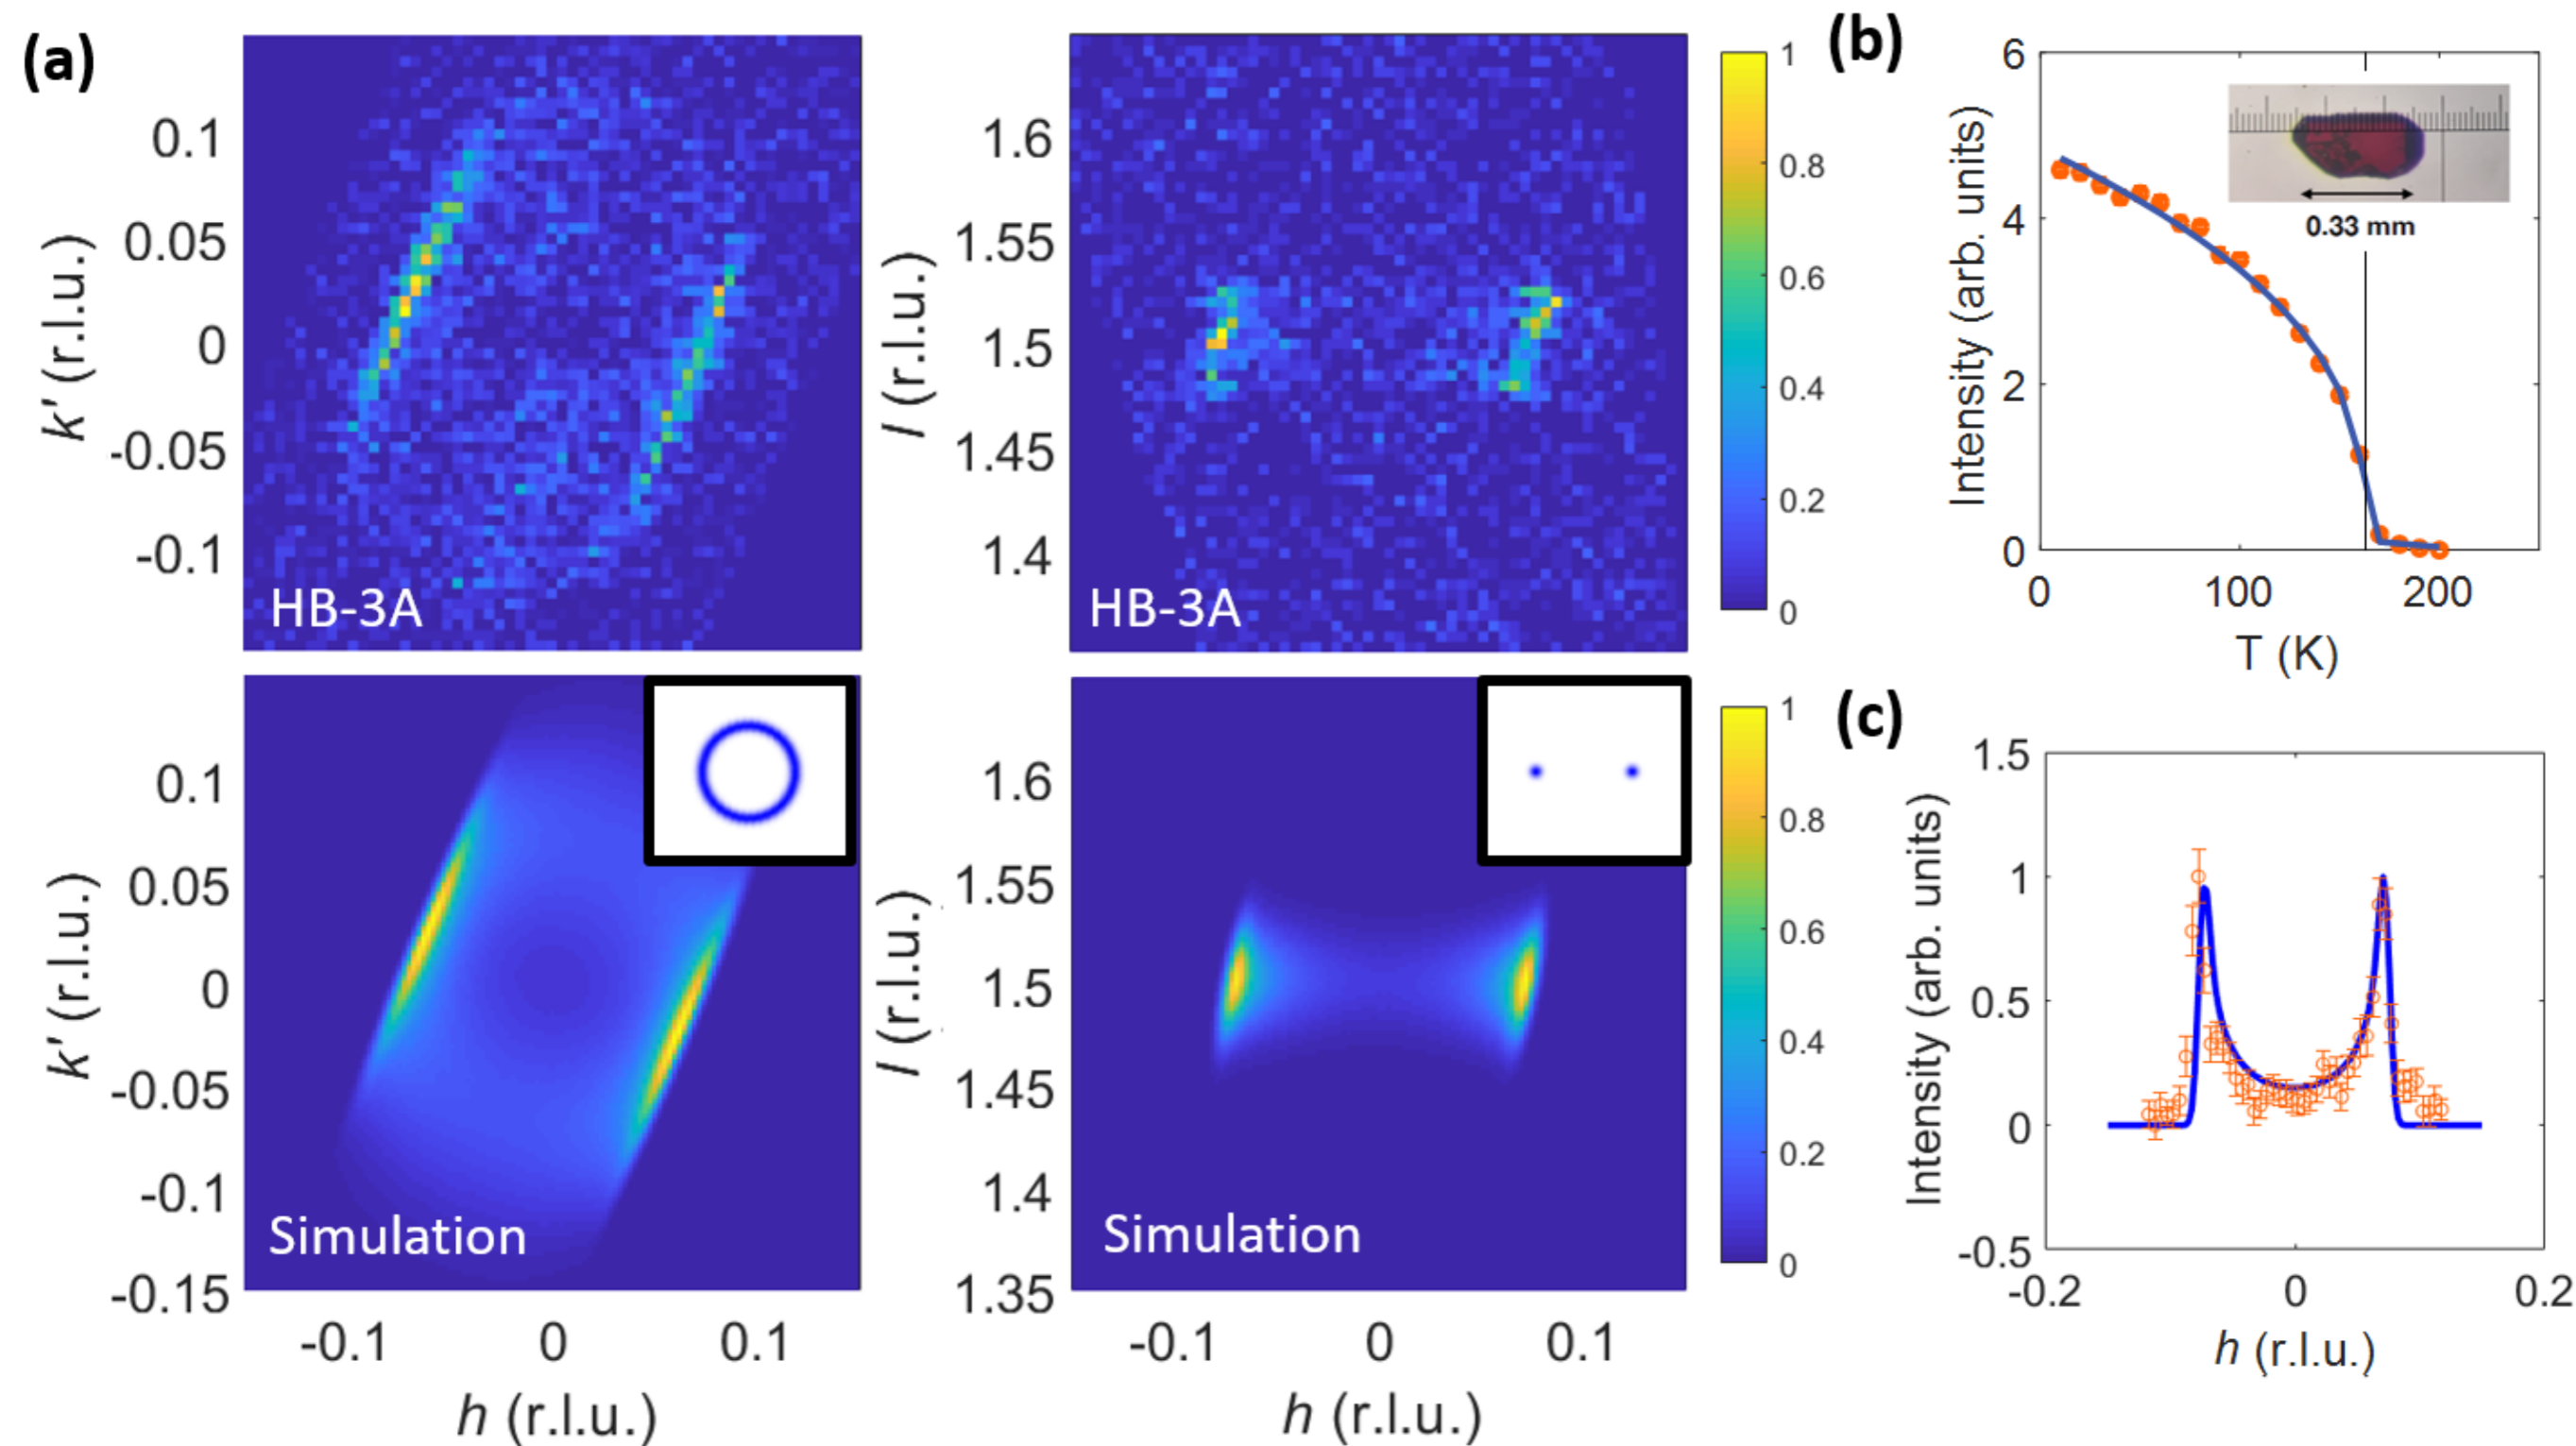 (a)
k' (r.l.u.)
0.1
0.05
0
-0.05
-0.1
HB-3A
l (r.l.u.)
1.6
1.55
1.5
1.45
1.4
HB-3A
1
0.8
0.6
0.4
0.2
0
k' (r.l.u.)
0.1
0.05
0
-0.05
-0.1
-0.15
Simulation
-0.1 0 0.1
h (r.l.u.)
l (r.l.u.)
1.6
1.55
1.5
1.45
1.4
1.35
Simulation
-0.1 0 0.1
h (r.l.u.)
1
0.8
0.6
0.4
0.2
0
(b)
Intensity (arb. units)
6
4
2
0
0.33 mm
0 100 200
T (K)
(c)
Intensity (arb. units)
1.5
1
0.5
0
-0.5
-0.2 0 0.2
h (r.l.u.)